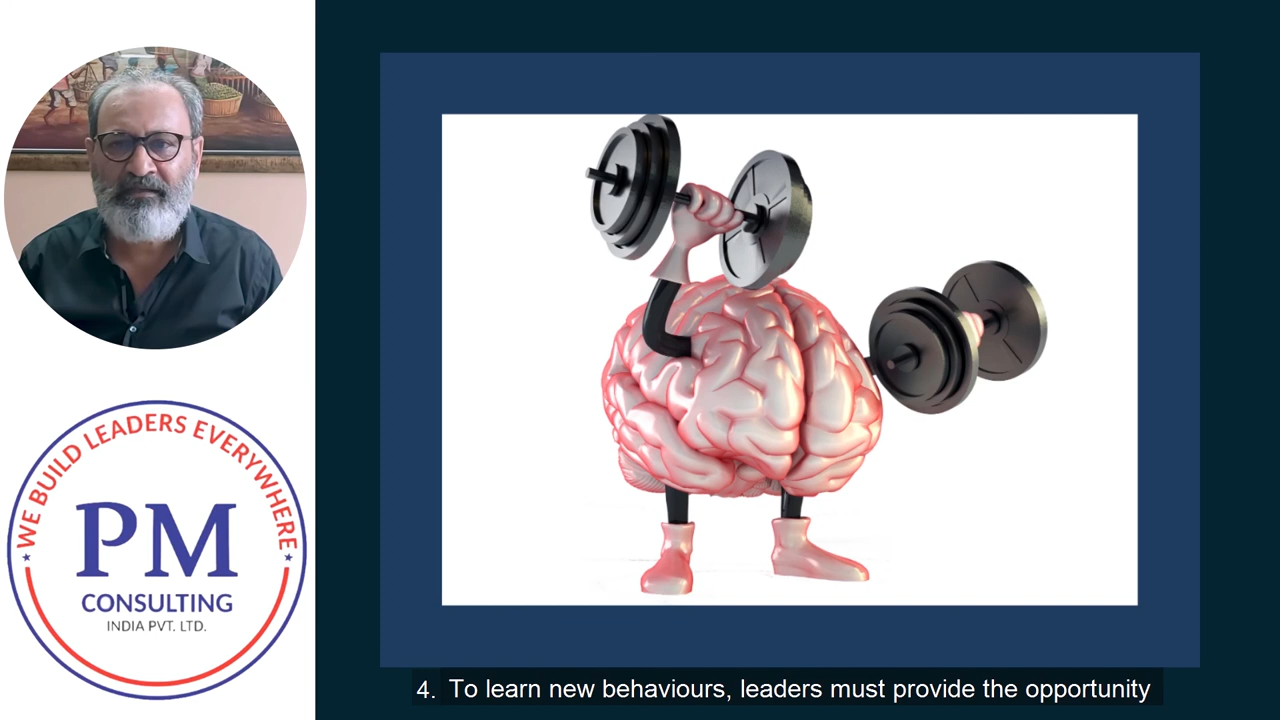 WE BUILD LEADERS EVERYWHERE
PM
CONSULTING
INDIA PVT. LTD.
4. To learn new behaviours, leaders must provide the opportunity